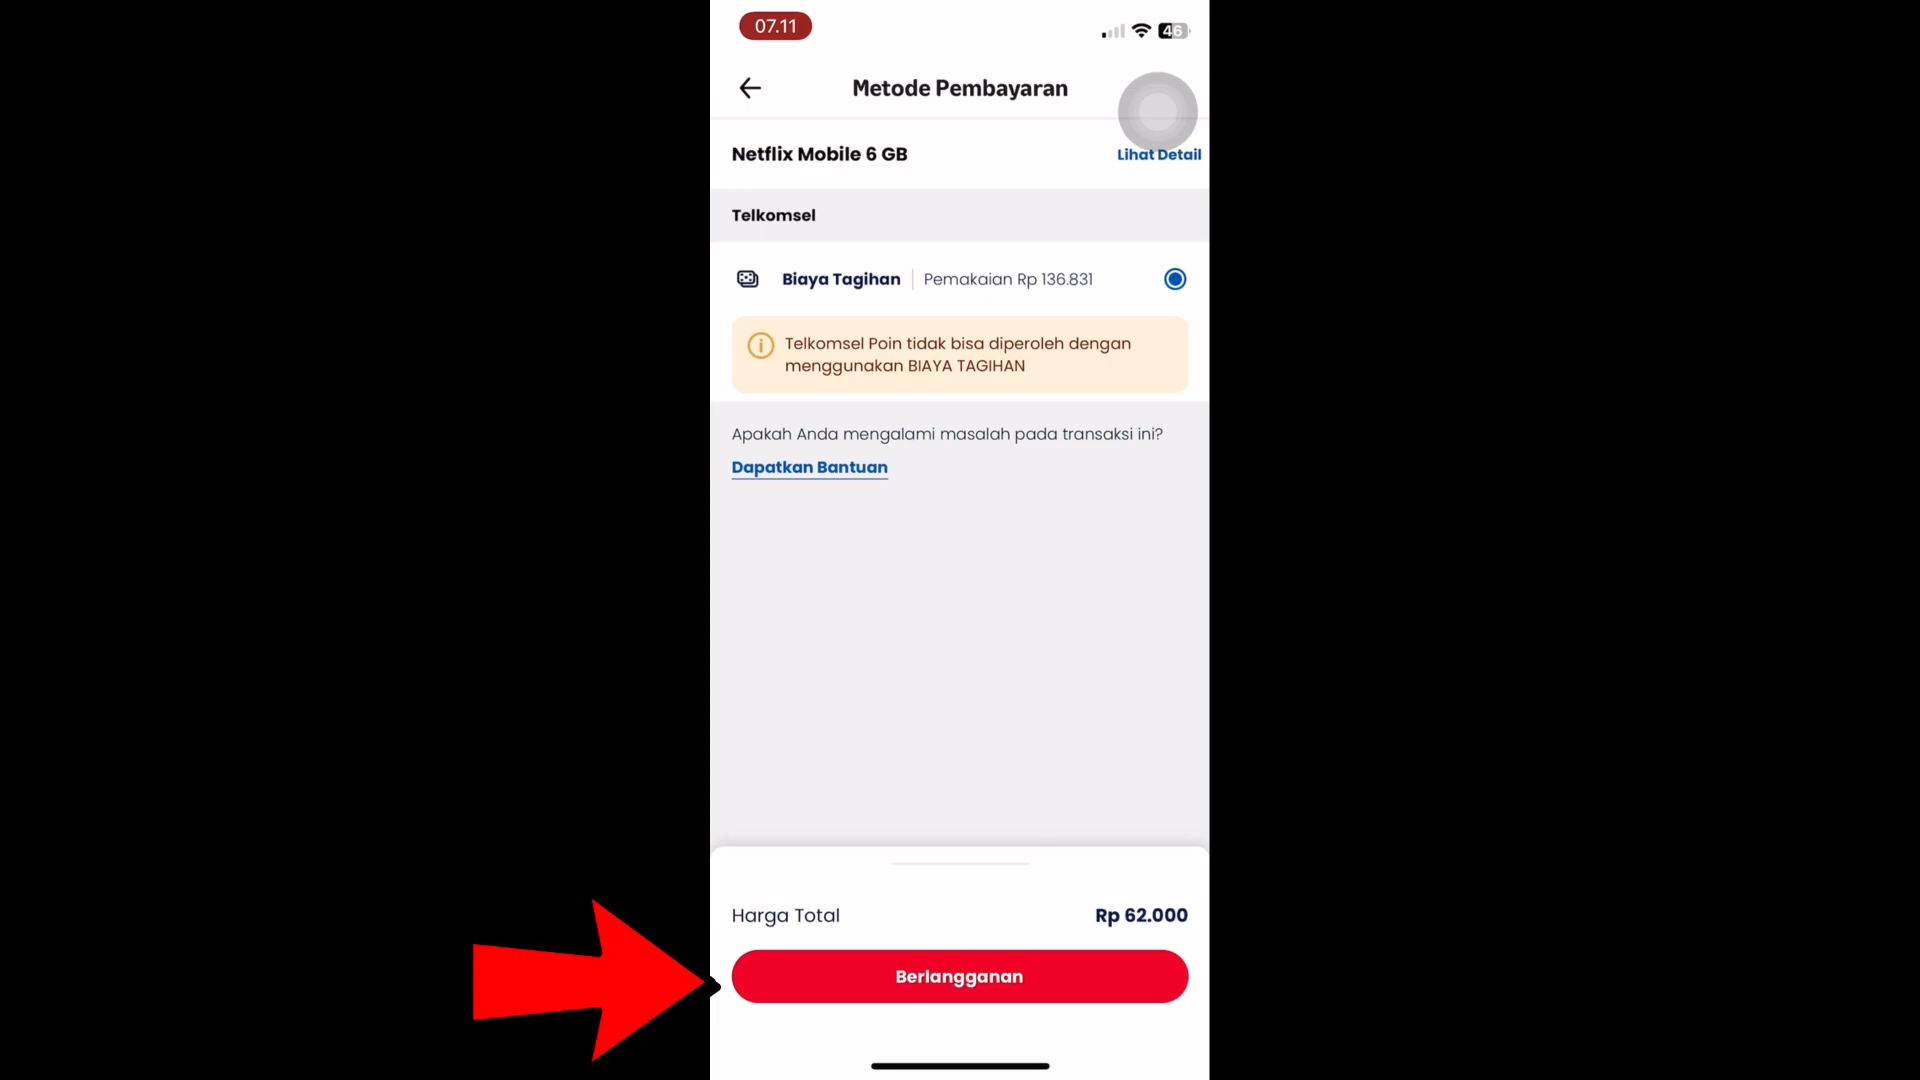 07.11
46
Metode Pembayaran
Netflix Mobile 6 GB
Lihat Detail
Telkomsel
Biaya Tagihan
Pemakaian Rp 136.831
Telkomsel Poin tidak bisa diperoleh dengan
menggunakan BIAYA TAGIHAN
Apakah Anda mengalami masalah pada transaksi ini?
Dapatkan Bantuan
Harga Total
Rp 62.000
Berlangganan